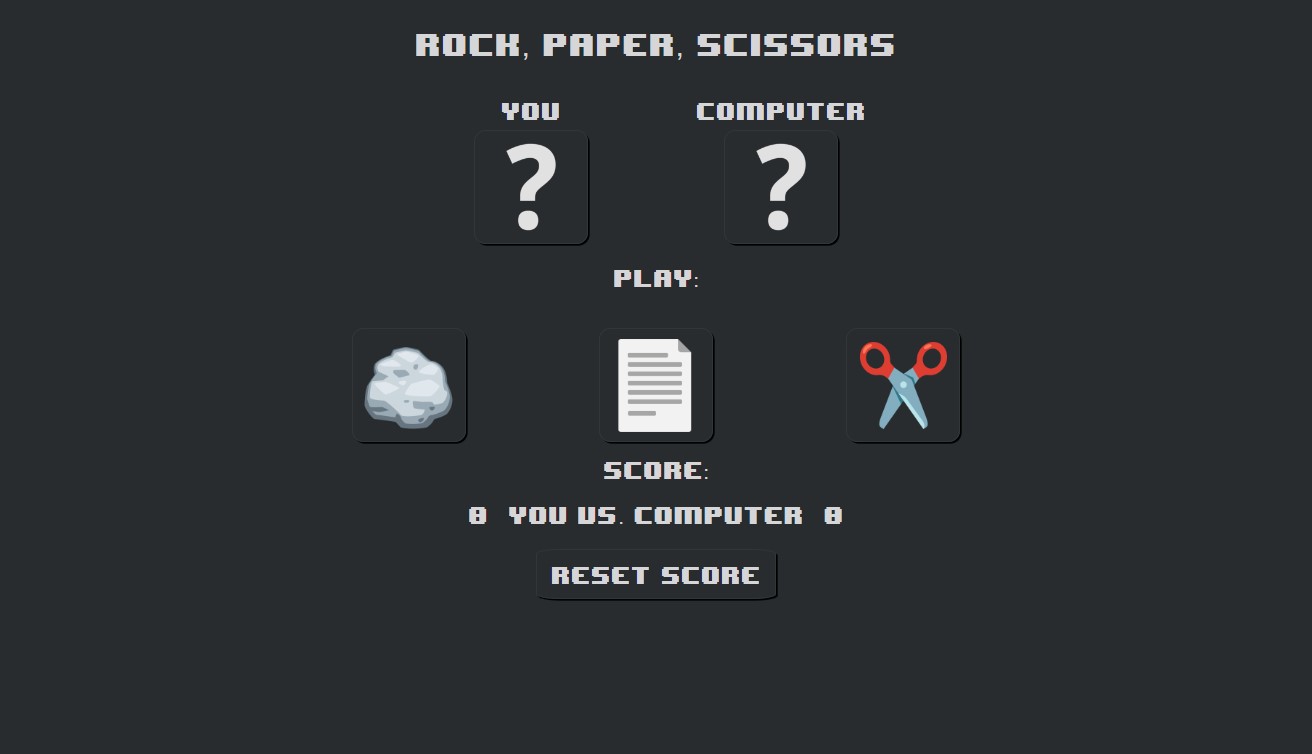 ROCK, PAPER, SCISSORS
YOU COMPUTER
? ?
PLAY:
SCORE:
0 YOU VS. COMPUTER 0
RESET SCORE